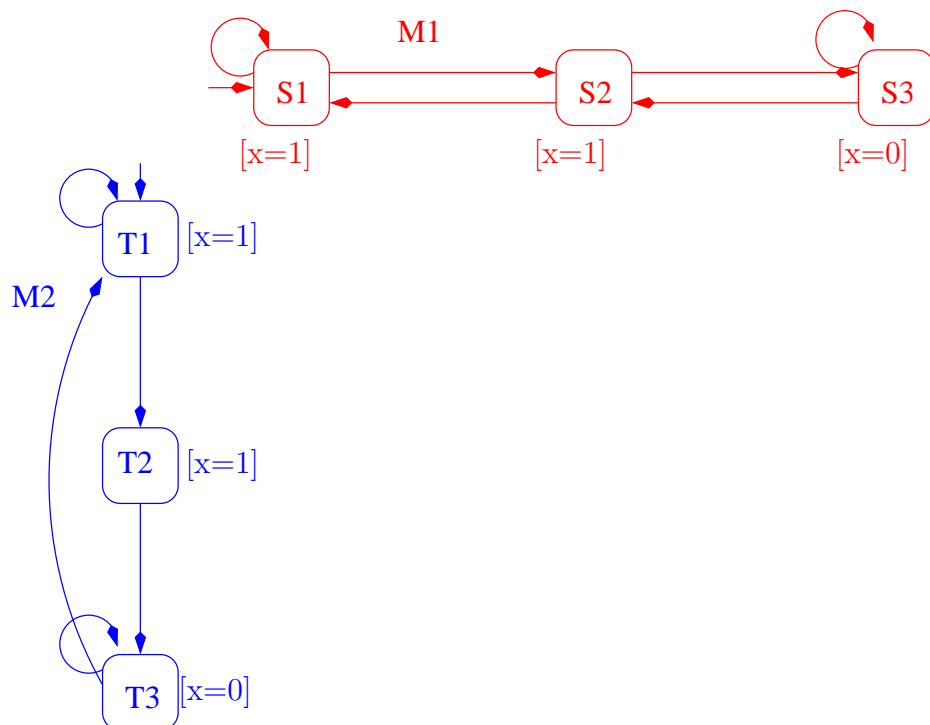 M1
S1 S2 S3
[x=1] [x=1] [x=0]
T1 [x=1]
M2
T2 [x=1]
T3 [x=0]